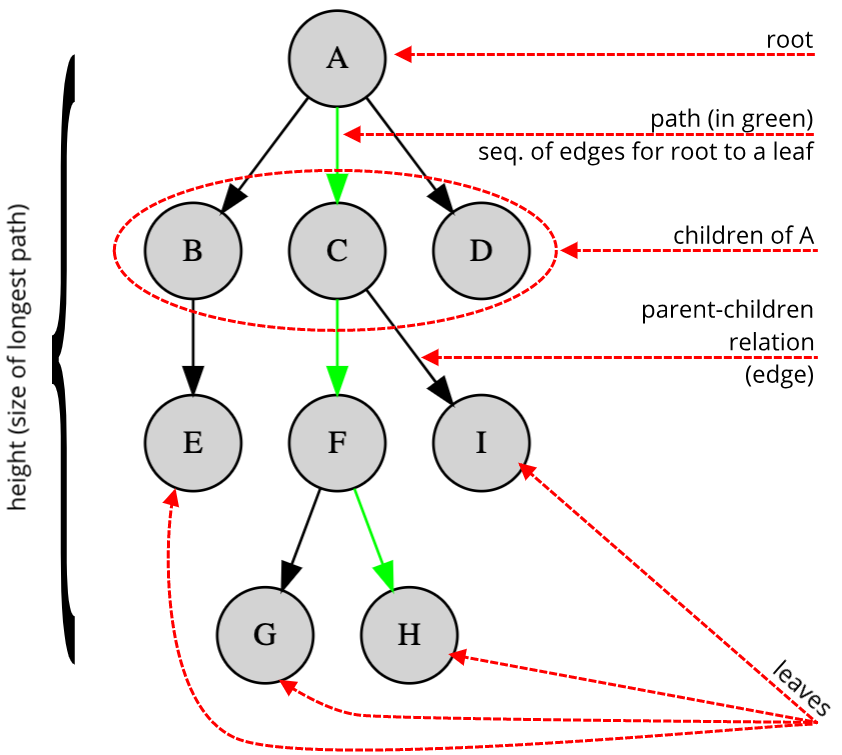 A
root
path (in green)
seq. of edges for root to a leaf
B
C
D
children of A
parent-children
relation
(edge)
height (size of longest path)
E
F
I
G
H
leaves